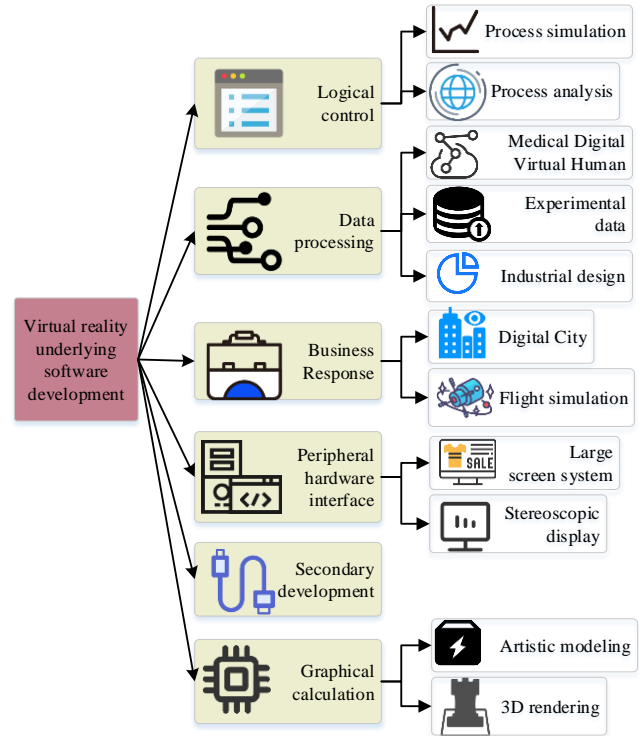 Virtual reality
underlying
software
development
Logical
control
Process simulation
Process analysis
Data
processing
Medical Digital
Virtual Human
Experimental
data
Industrial design
Business
Response
Digital City
Flight simulation
Peripheral
hardware
interface
Large
screen system
SALE
Stereoscopic
display
Secondary
development
Graphical
calculation
Artistic modeling
3D rendering